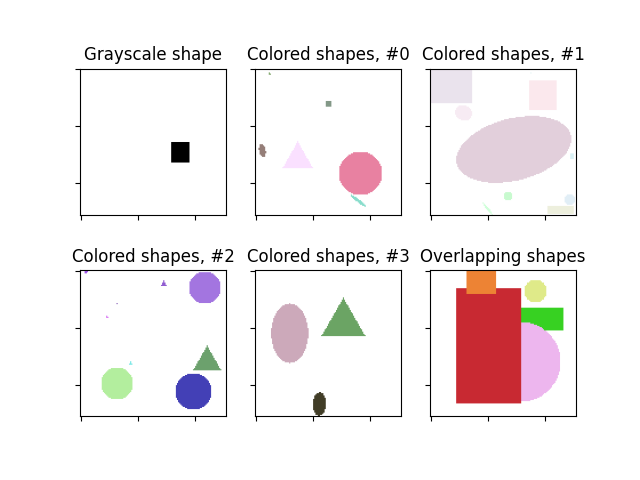 Grayscale shape
Colored shapes, #0
Colored shapes, #1
Colored shapes, #2
Colored shapes, #3
Overlapping shapes